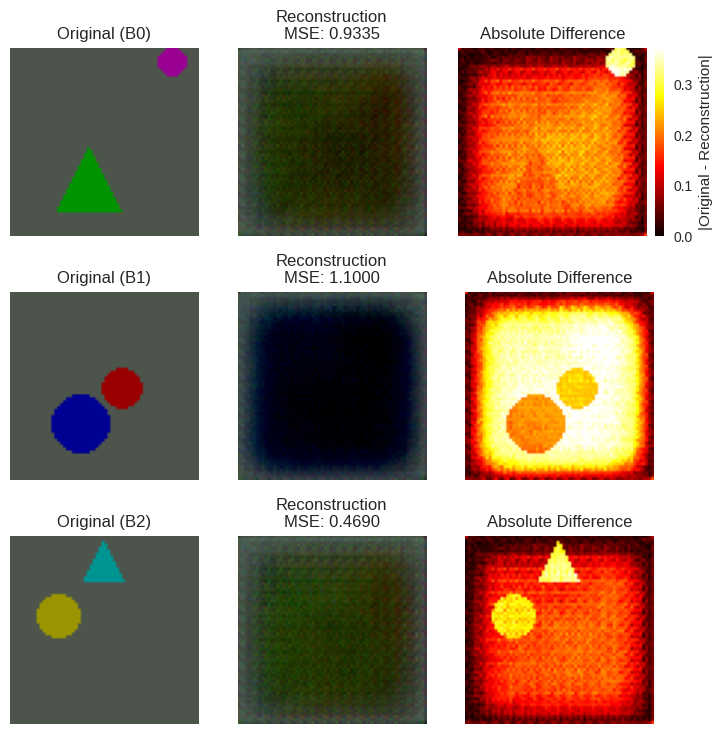 Original (B0)
Reconstruction
MSE: 0.9335
Absolute Difference
0.3
0.2
0.1
0.0
|Original - Reconstruction|
Original (B1)
Reconstruction
MSE: 1.1000
Absolute Difference
Original (B2)
Reconstruction
MSE: 0.4690
Absolute Difference